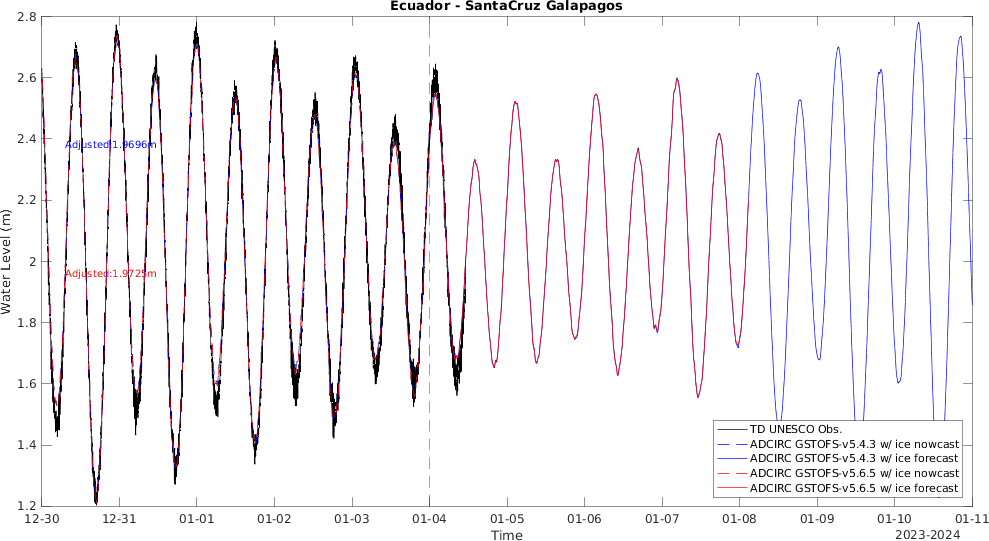 Ecuador - SantaCruz Galapagos
2.8
2.6
2.4
2.2
2
1.8
1.6
1.4
1.2
Water Level (m)
Adjusted:1.9696m
Adjusted:1.9725m
TD UNESCO Obs.
ADCIRC GSTOFS-v5.4.3 w/ ice nowcast
ADCIRC GSTOFS-v5.4.3 w/ ice forecast
ADCIRC GSTOFS-v5.6.5 w/ ice nowcast
ADCIRC GSTOFS-v5.6.5 w/ ice forecast
12-30 12-31 01-01 01-02 01-03 01-04 01-05 01-06 01-07 01-08 01-09 01-10 01-11
Time
2023-2024